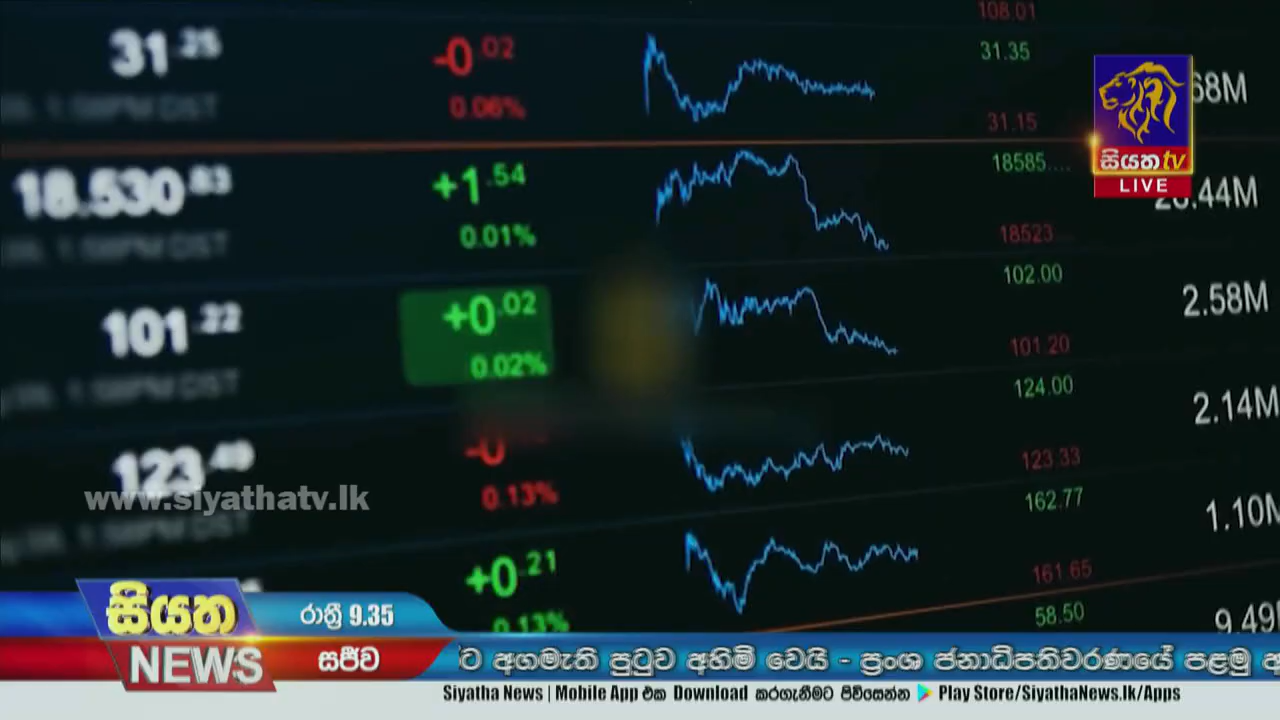 108.01
31.25 -0.02 31.35 68M
0.06% 31.15
18.530.83 +1.54 18585.... .44M
0.01% 18523
101.22 +0.02 102.00 2.58M
0.02% 101.20
123.49 -0 124.00 2.14M
0.13% 123.33
+0.21 162.77 1.10M
0.13% 161.65
58.50 9.49
සියත tv
LIVE
www.siyathatv.lk
සියත NEWS
රාත්‍රී 9.35
සජීව
ට අගමැති පුටුව අහිමි වෙයි - ප්‍රංශ ජනාධිපතිවරණයේ පළමු
Siyatha News | Mobile App එක Download කරගැනීමට පිවිසෙන්න Play Store/SiyathaNews.lk/Apps